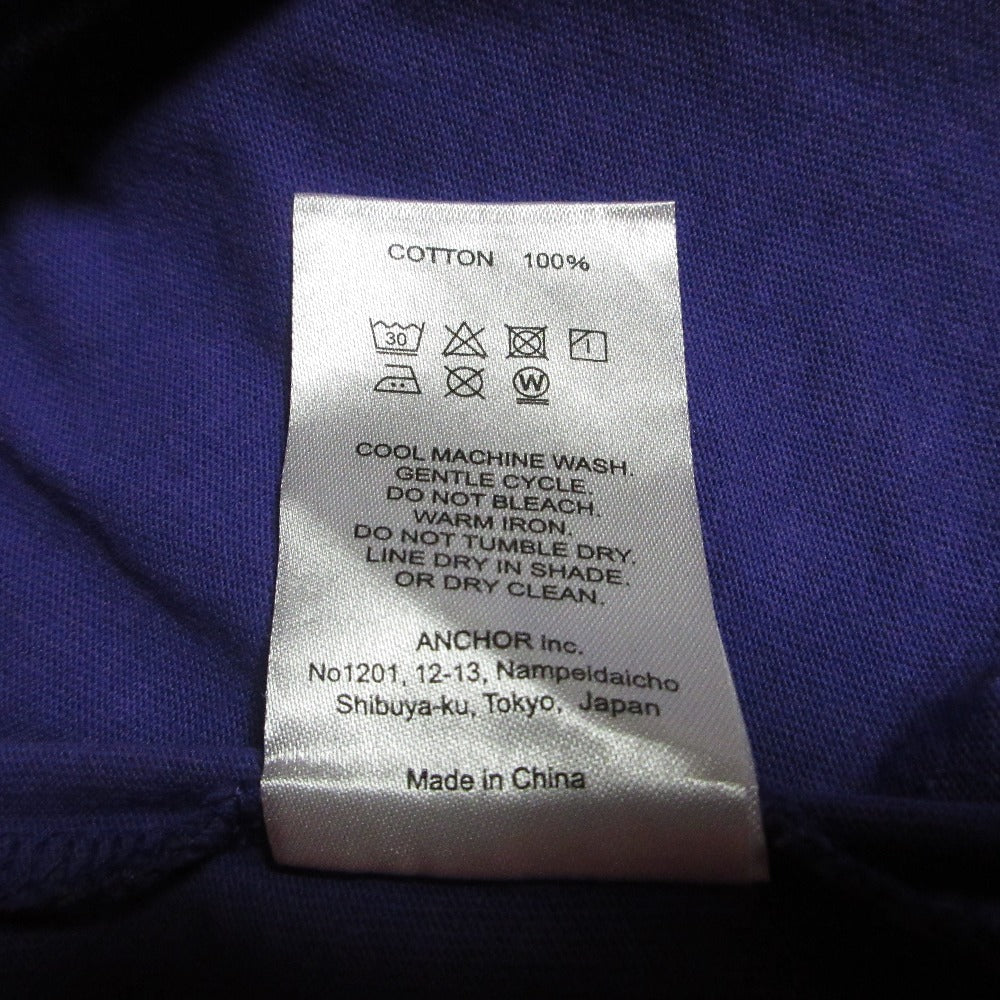 COTTON 100%
30 1
W
COOL MACHINE WASH.
GENTLE CYCLE.
DO NOT BLEACH.
WARM IRON.
DO NOT TUMBLE DRY.
LINE DRY IN SHADE.
OR DRY CLEAN.
ANCHOR Inc.
No1201, 12-13, Nampeidaicho
Shibuya-ku, Tokyo, Japan
Made in China